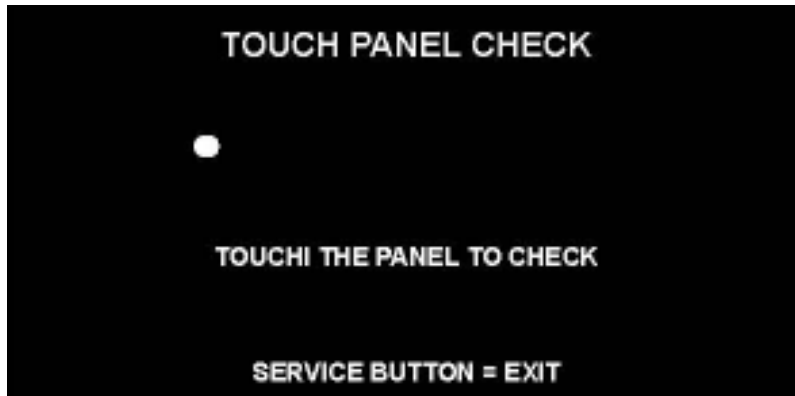 TOUCH PANEL CHECK
TOUCHI THE PANEL TO CHECK
SERVICE BUTTON = EXIT